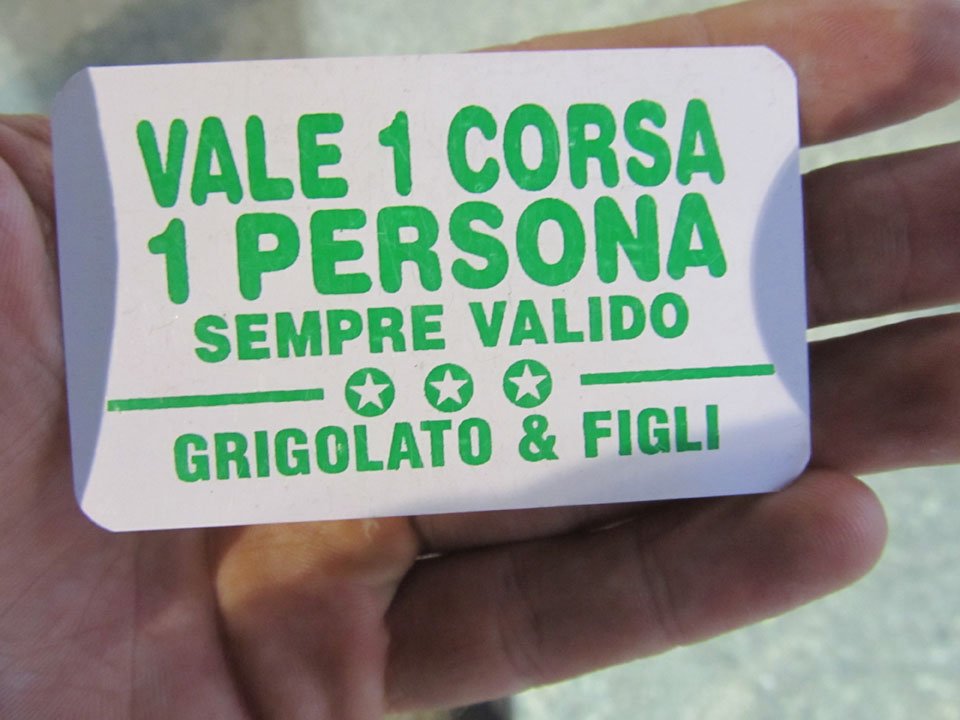 VALE 1 CORSA
1 PERSONA
SEMPRE VALIDO
GRIGOLATO & FIGLI